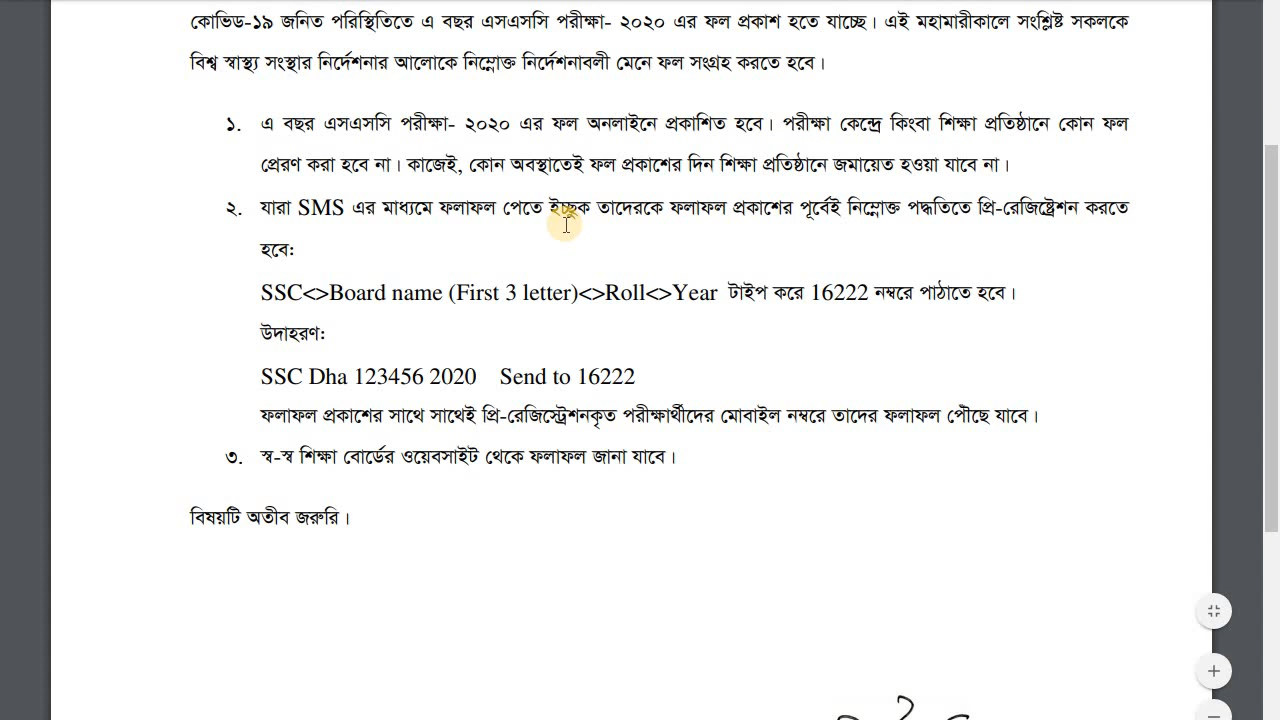 কোভিড-১৯ জনিত পরিস্থিতিতে এ বছর এসএসসি পরীক্ষা- ২০২০ এর ফল প্রকাশ হতে যাচ্ছে। এই মহামারীকালে সংশ্লিষ্ট সকলকে
বিশ্ব স্বাস্থ্য সংস্থার নির্দেশনার আলোকে নিম্নোক্ত নির্দেশনাবলী মেনে ফল সংগ্রহ করতে হবে।
১. এ বছর এসএসসি পরীক্ষা- ২০২০ এর ফল অনলাইনে প্রকাশিত হবে। পরীক্ষা কেন্দ্রে কিংবা শিক্ষা প্রতিষ্ঠানে কোন ফল
প্রেরণ করা হবে না। কাজেই, কোন অবস্থাতেই ফল প্রকাশের দিন শিক্ষা প্রতিষ্ঠানে জমায়েত হওয়া যাবে না।
২. যারা SMS এর মাধ্যমে ফলাফল পেতে ইচ্ছুক তাদেরকে ফলাফল প্রকাশের পূর্বেই নিম্নোক্ত পদ্ধতিতে প্রি-রেজিষ্ট্রেশন করতে
হবে:
SSC<>Board name (First 3 letter)<>Roll<>Year টাইপ করে 16222 নম্বরে পাঠাতে হবে।
উদাহরণ:
SSC Dha 123456 2020 Send to 16222
ফলাফল প্রকাশের সাথে সাথেই প্রি-রেজিস্ট্রেশনকৃত পরীক্ষার্থীদের মোবাইল নম্বরে তাদের ফলাফল পৌঁছে যাবে।
৩. স্ব-স্ব শিক্ষা বোর্ডের ওয়েবসাইট থেকে ফলাফল জানা যাবে।
বিষয়টি অতীব জরুরি।